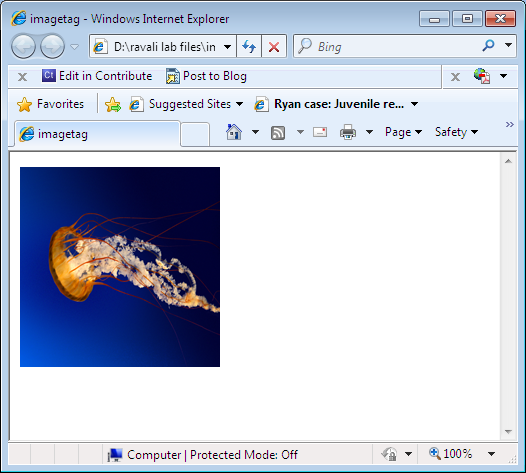 imagetag - Windows Internet Explorer
D:\ravali lab files\in
Bing
x Ct Edit in Contribute Post to Blog x
Favorites Suggested Sites Ryan case: Juvenile re...
imagetag Page Safety »
Computer | Protected Mode: Off 100%